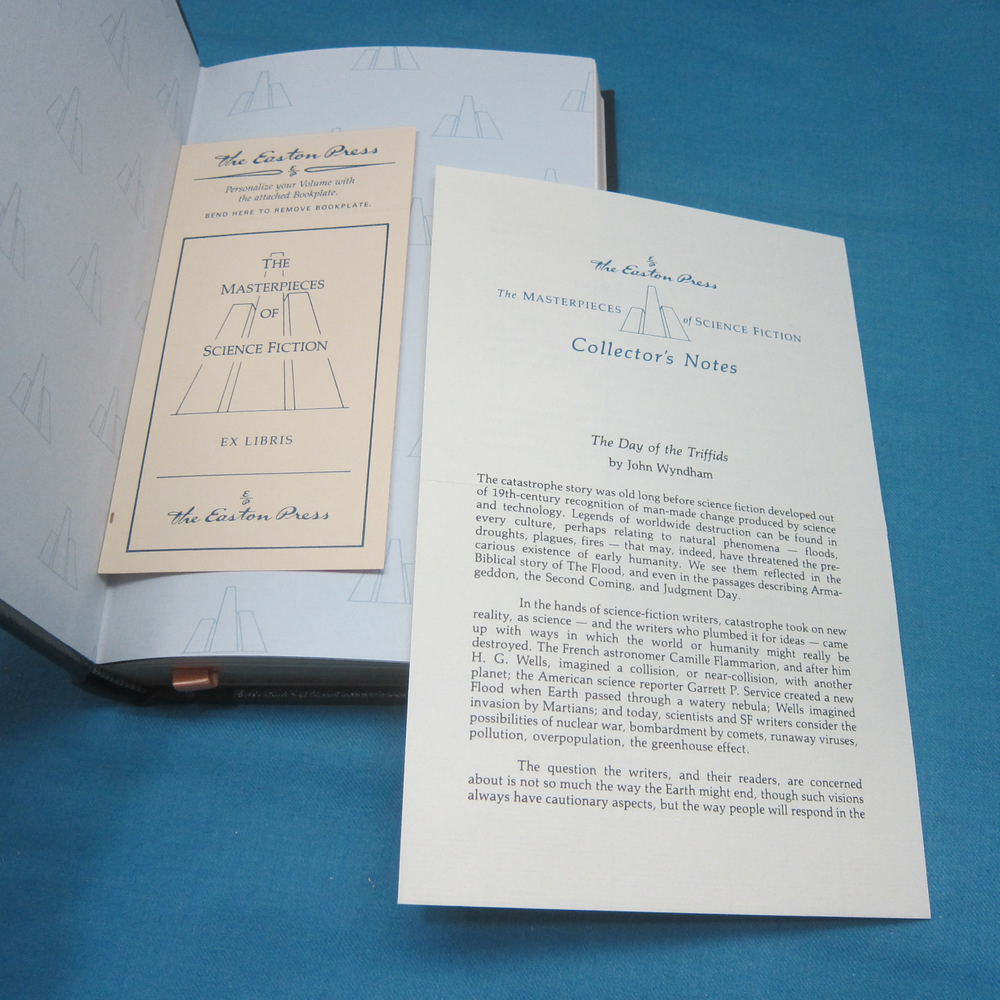 the Easton Press
Personalize your Volume with
the attached Bookplate.
BEND HERE TO REMOVE BOOKPLATE.
THE
MASTERPIECES
OF
SCIENCE FICTION
EX LIBRIS
E/P
the Easton Press
E/P
the Easton Press
The MASTERPIECES of SCIENCE FICTION
Collector's Notes
The Day of the Triffids
by John Wyndham
The catastrophe story was old long before science fiction developed out
of 19th-century recognition of man-made change produced by science
and technology. Legends of worldwide destruction can be found in
every culture, perhaps relating to natural phenomena — floods,
droughts, plagues, fires — that may, indeed, have threatened the pre-
carious existence of early humanity. We see them reflected in the
Biblical story of The Flood, and even in the passages describing Arma-
geddon, the Second Coming, and Judgment Day.
In the hands of science-fiction writers, catastrophe took on new
reality, as science — and the writers who plumbed it for ideas — came
up with ways in which the world or humanity might really be
destroyed. The French astronomer Camille Flammarion, and after him
H. G. Wells, imagined a collision, or near-collision, with another
planet; the American science reporter Garrett P. Service created a new
Flood when Earth passed through a watery nebula; Wells imagined
invasion by Martians; and today, scientists and SF writers consider the
possibilities of nuclear war, bombardment by comets, runaway viruses,
pollution, overpopulation, the greenhouse effect.
The question the writers, and their readers, are concerned
about is not so much the way the Earth might end, though such visions
always have cautionary aspects, but the way people will respond in the